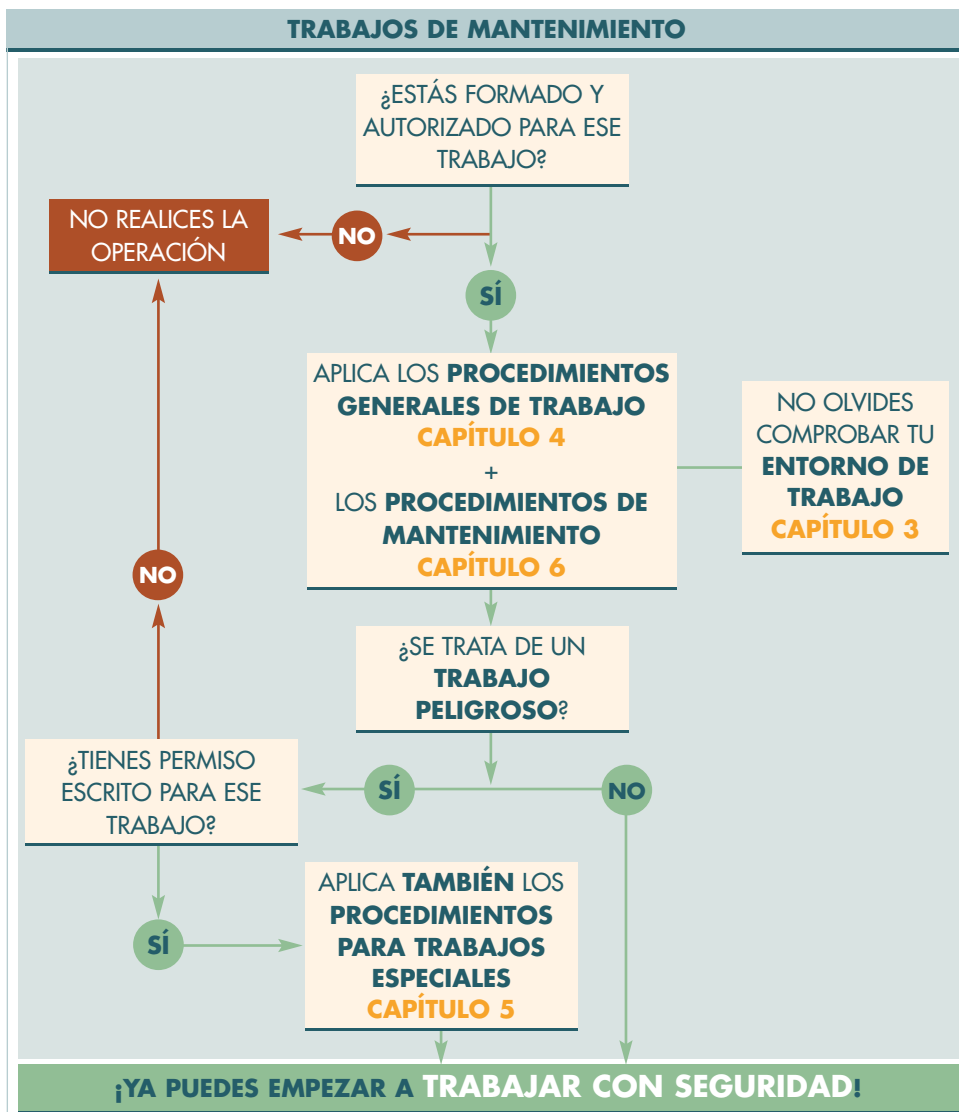 TRABAJOS DE MANTENIMIENTO
¿ESTÁS FORMADO Y
AUTORIZADO PARA ESE
TRABAJO?
NO REALICES LA
OPERACIÓN
NO
SÍ
APLICA LOS PROCEDIMIENTOS
GENERALES DE TRABAJO
CAPÍTULO 4
+
LOS PROCEDIMIENTOS DE
MANTENIMIENTO
CAPÍTULO 6
NO OLVIDES
COMPROBAR TU
ENTORNO DE
TRABAJO
CAPÍTULO 3
NO
¿SE TRATA DE UN
TRABAJO
PELIGROSO?
¿TIENES PERMISO
ESCRITO PARA ESE
TRABAJO?
SÍ
NO
SÍ
APLICA TAMBIÉN LOS
PROCEDIMIENTOS
PARA TRABAJOS
ESPECIALES
CAPÍTULO 5
¡YA PUEDES EMPEZAR A TRABAJAR CON SEGURIDAD!